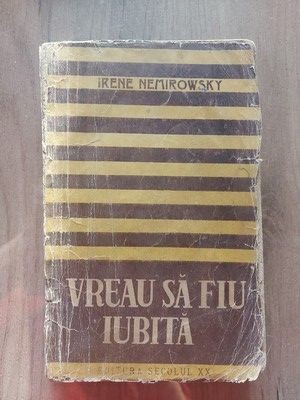 IRENE NEMIROWSKY
VREAU SĂ FIU
IUBITĂ
EDITURA SECOLUL XX